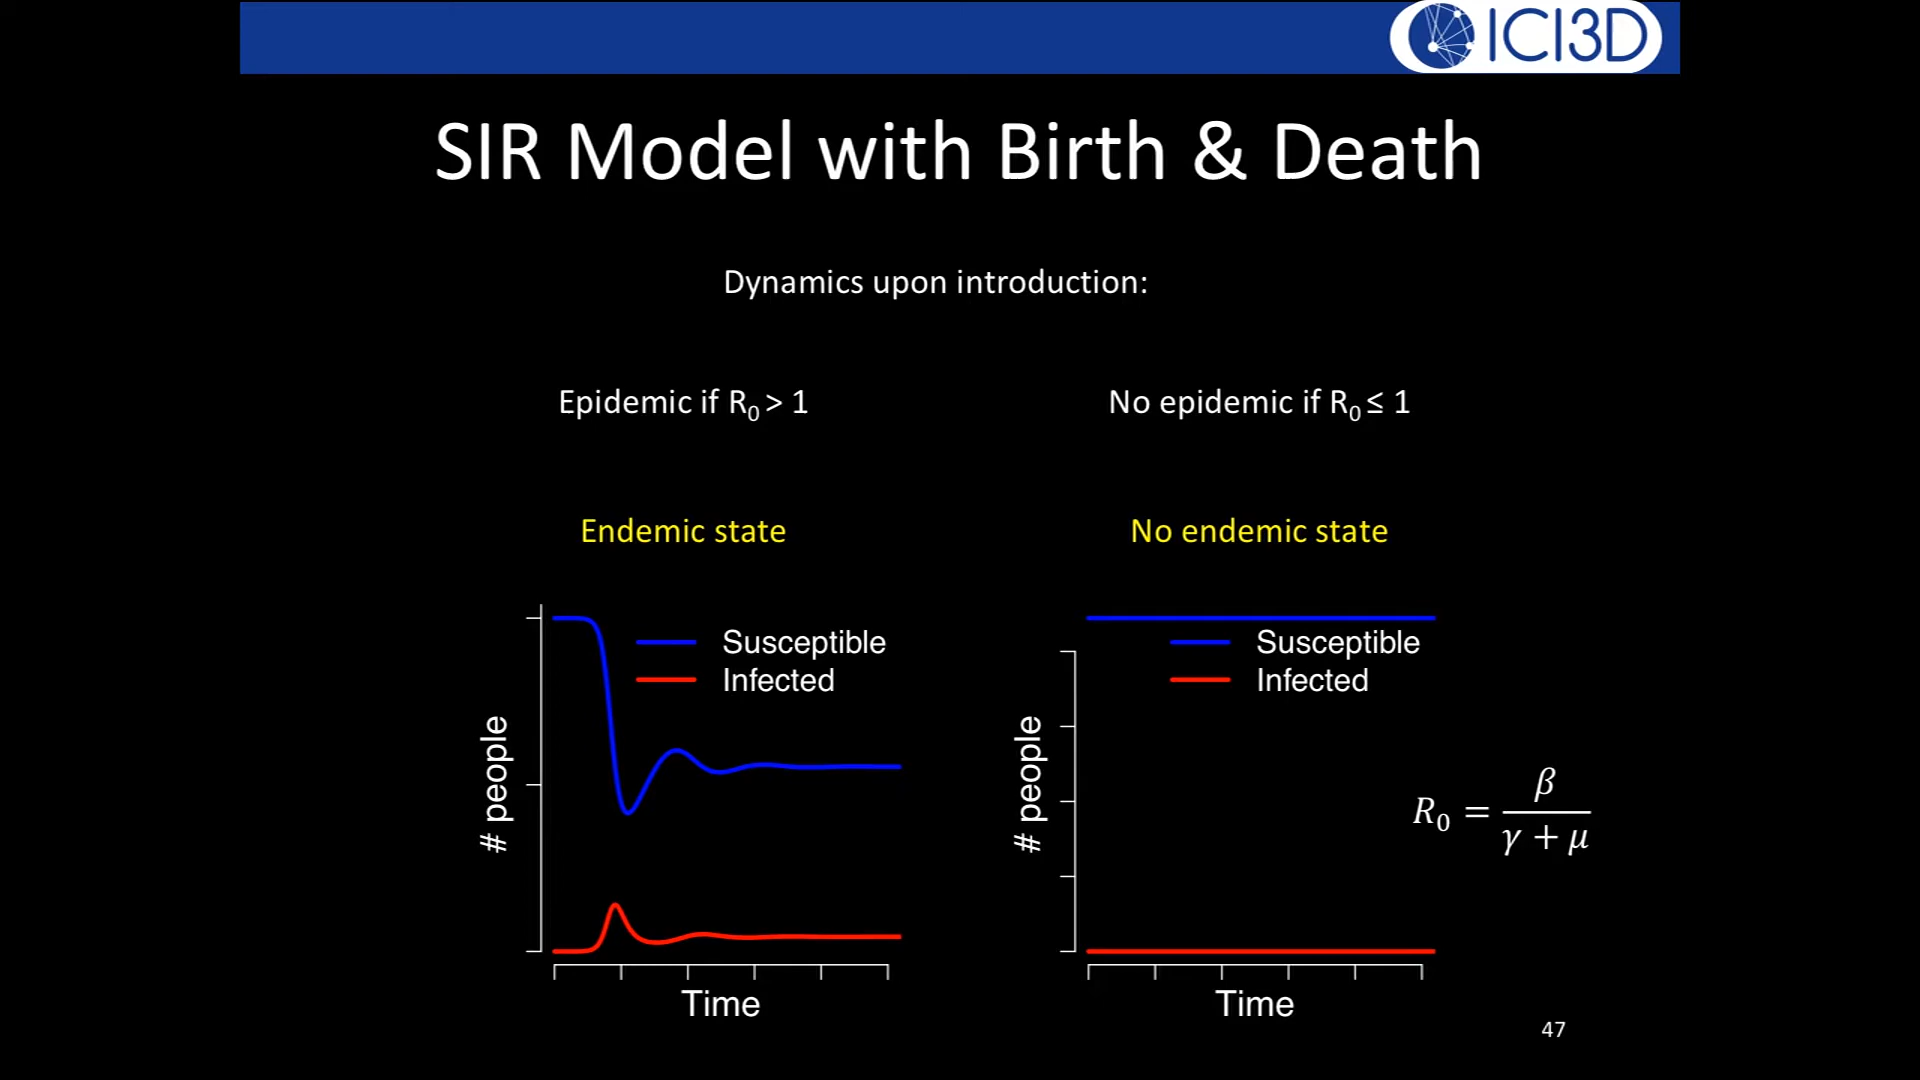 ICI3D
SIR Model with Birth & Death
Dynamics upon introduction:
Epidemic if R₀ > 1
No epidemic if R₀ ≤ 1
Endemic state
No endemic state
Susceptible
Infected
# people
Time
Susceptible
Infected
# people
Time
R₀ = β / (γ + μ)
47